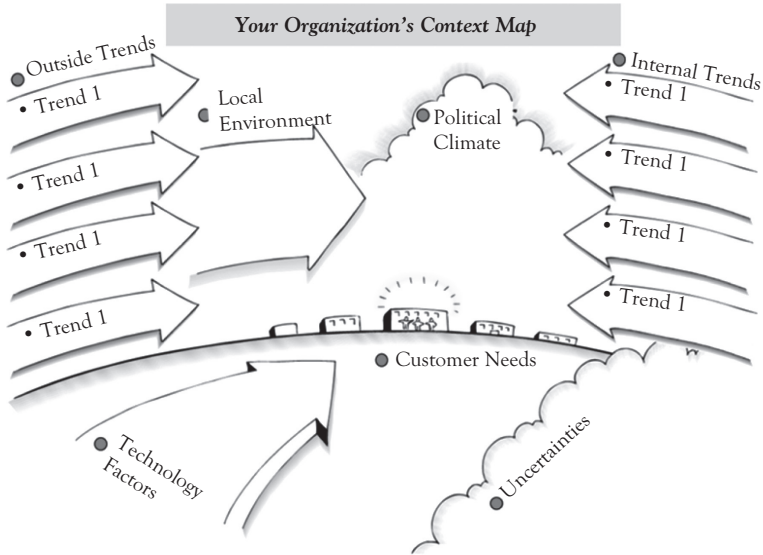 Your Organization's Context Map
Outside Trends
• Trend 1
• Trend 1
• Trend 1
• Trend 1
Local
Environment
Political
Climate
Internal Trends
• Trend 1
• Trend 1
• Trend 1
• Trend 1
Customer Needs
Technology
Factors
Uncertainties